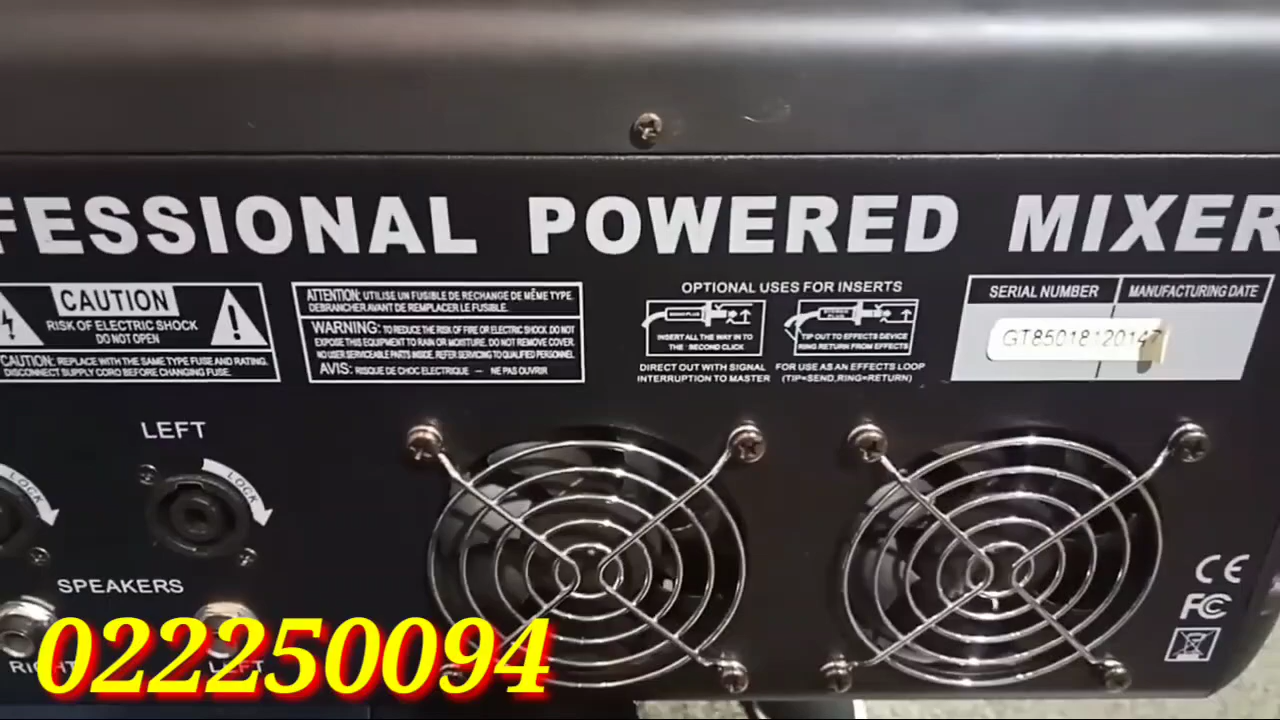 FESSIONAL POWERED MIXER
CAUTION
RISK OF ELECTRIC SHOCK
DO NOT OPEN
CAUTION: REPLACE WITH THE SAME TYPE FUSE AND RATING.
DISCONNECT SUPPLY CORD BEFORE CHANGING FUSE.
ATTENTION: UTILISE UN FUSIBLE DE RECHANGE DE MÊME TYPE.
DEBRANCHER AVANT DE REMPLACER LE FUSIBLE.
WARNING: TO REDUCE THE RISK OF FIRE OR ELECTRIC SHOCK. DO NOT
EXPOSE THIS EQUIPMENT TO RAIN OR MOISTURE. DO NOT REMOVE COVER.
NO USER SERVICEABLE PARTS INSIDE. REFER SERVICING TO QUALIFIED PERSONNEL
AVIS: RISQUE DE CHOC ELECTRIQUE — NE PAS OUVRIR
OPTIONAL USES FOR INSERTS
INSERT ALL THE WAY IN TO
THE SECOND CLICK
DIRECT OUT WITH SIGNAL
INTERRUPTION TO MASTER
TIP OUT TO EFFECTS DEVICE
RING RETURN FROM EFFECTS
FOR USE AS AN EFFECTS LOOP
(TIP=SEND,RING=RETURN)
SERIAL NUMBER
MANUFACTURING DATE
GT85018120147
LEFT
LOCK
LOCK
SPEAKERS
RIGHT
LEFT
CE
FC
022250094